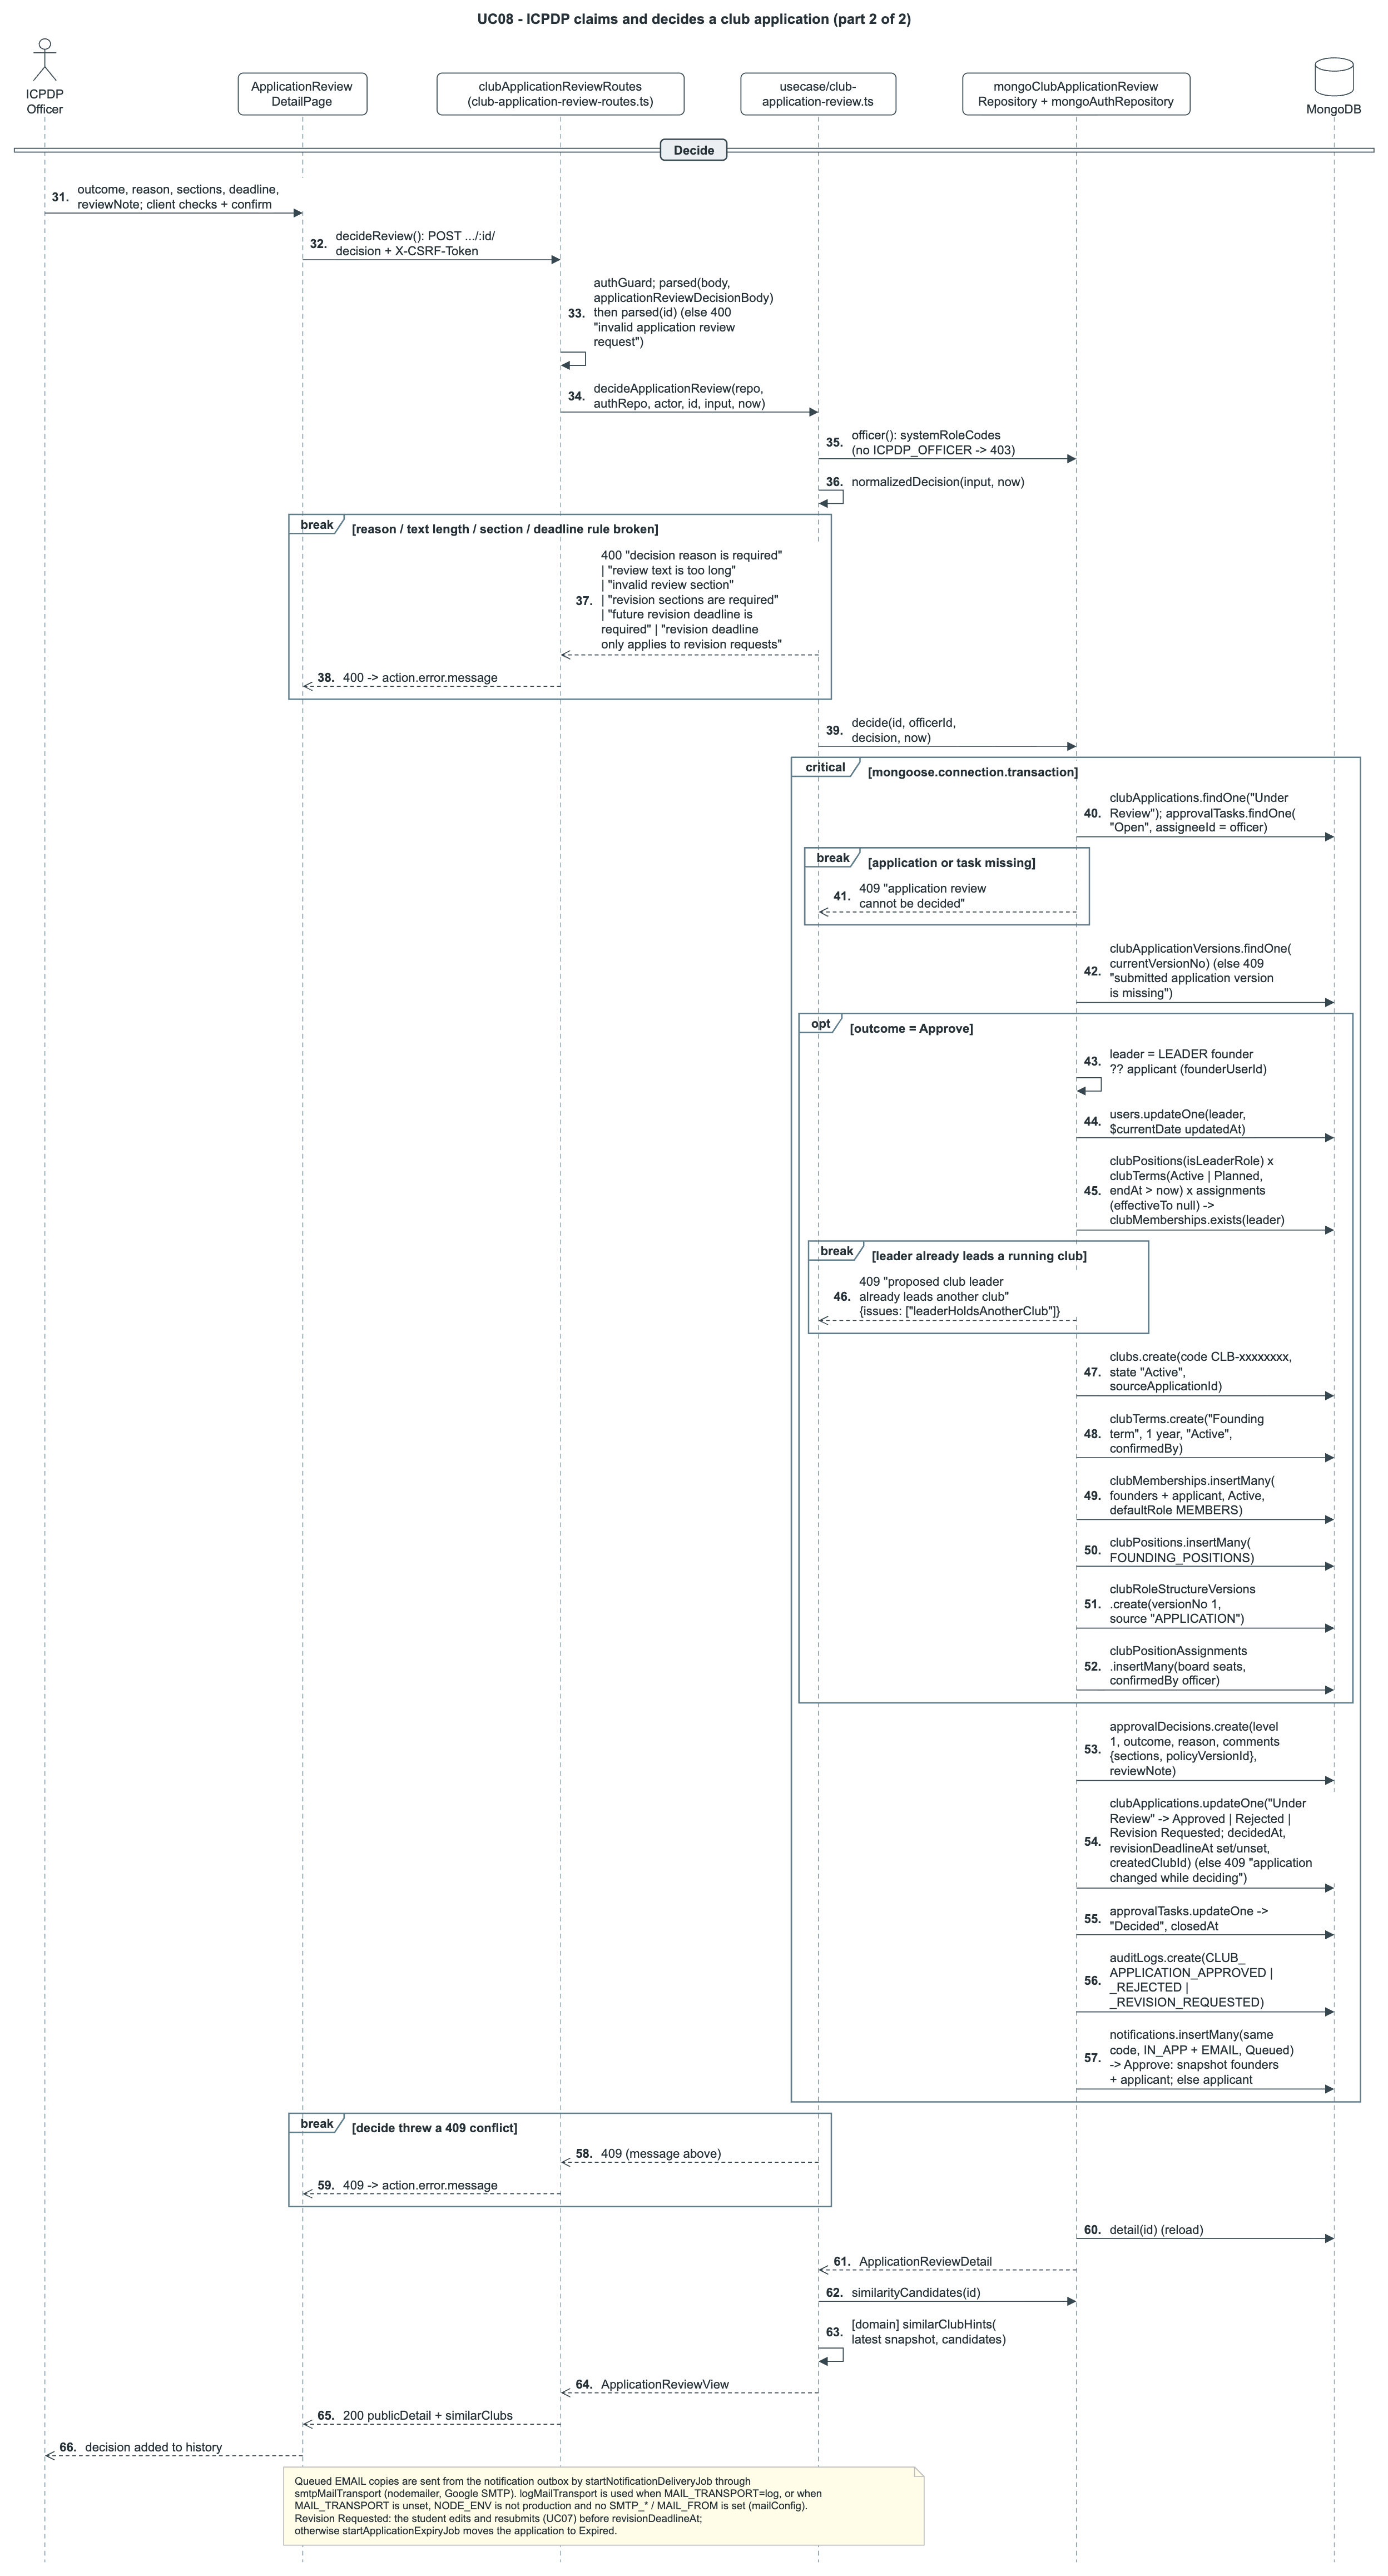 UC08 - ICPDP claims and decides a club application (part 2 of 2)
ICPDP
Officer
ApplicationReview
DetailPage
clubApplicationReviewRoutes
(club-application-review-routes.ts)
usecase/club-
application-review.ts
mongoClubApplicationReview
Repository + mongoAuthRepository
MongoDB
Decide
31. outcome, reason, sections, deadline,
reviewNote; client checks + confirm
32. decideReview(): POST .../:id/
decision + X-CSRF-Token
33. authGuard; parsed(body,
applicationReviewDecisionBody)
then parsed(id) (else 400
"invalid application review
request")
34. decideApplicationReview(repo,
authRepo, actor, id, input, now)
35. officer(): systemRoleCodes
(no ICPDP_OFFICER -> 403)
36. normalizedDecision(input, now)
break [reason / text length / section / deadline rule broken]
37. 400 "decision reason is required"
| "review text is too long"
| "invalid review section"
| "revision sections are required"
| "future revision deadline is
required" | "revision deadline
only applies to revision requests"
38. 400 -> action.error.message
39. decide(id, officerId,
decision, now)
critical [mongoose.connection.transaction]
40. clubApplications.findOne("Under
Review"); approvalTasks.findOne(
"Open", assigneeId = officer)
break [application or task missing]
41. 409 "application review
cannot be decided"
42. clubApplicationVersions.findOne(
currentVersionNo) (else 409
"submitted application version
is missing")
opt [outcome = Approve]
43. leader = LEADER founder
?? applicant (founderUserId)
44. users.updateOne(leader,
$currentDate updatedAt)
45. clubPositions(isLeaderRole) x
clubTerms(Active | Planned,
endAt > now) x assignments
(effectiveTo null) ->
clubMemberships.exists(leader)
break [leader already leads a running club]
46. 409 "proposed club leader
already leads another club"
{issues: ["leaderHoldsAnotherClub"]}
47. clubs.create(code CLB-xxxxxxxx,
state "Active",
sourceApplicationId)
48. clubTerms.create("Founding
term", 1 year, "Active",
confirmedBy)
49. clubMemberships.insertMany(
founders + applicant, Active,
defaultRole MEMBERS)
50. clubPositions.insertMany(
FOUNDING_POSITIONS)
51. clubRoleStructureVersions
.create(versionNo 1,
source "APPLICATION")
52. clubPositionAssignments
.insertMany(board seats,
confirmedBy officer)
53. approvalDecisions.create(level
1, outcome, reason, comments
{sections, policyVersionId},
reviewNote)
54. clubApplications.updateOne("Under
Review" -> Approved | Rejected |
Revision Requested; decidedAt,
revisionDeadlineAt set/unset,
createdClubId) (else 409 "application
changed while deciding")
55. approvalTasks.updateOne ->
"Decided", closedAt
56. auditLogs.create(CLUB_
APPLICATION_APPROVED |
_REJECTED |
_REVISION_REQUESTED)
57. notifications.insertMany(same
code, IN_APP + EMAIL, Queued)
-> Approve: snapshot founders
+ applicant; else applicant
break [decide threw a 409 conflict]
58. 409 (message above)
59. 409 -> action.error.message
60. detail(id) (reload)
61. ApplicationReviewDetail
62. similarityCandidates(id)
63. [domain] similarClubHints(
latest snapshot, candidates)
64. ApplicationReviewView
65. 200 publicDetail + similarClubs
66. decision added to history
Queued EMAIL copies are sent from the notification outbox by startNotificationDeliveryJob through
smtpMailTransport (nodemailer, Google SMTP). logMailTransport is used when MAIL_TRANSPORT=log, or when
MAIL_TRANSPORT is unset, NODE_ENV is not production and no SMTP_* / MAIL_FROM is set (mailConfig).
Revision Requested: the student edits and resubmits (UC07) before revisionDeadlineAt;
otherwise startApplicationExpiryJob moves the application to Expired.